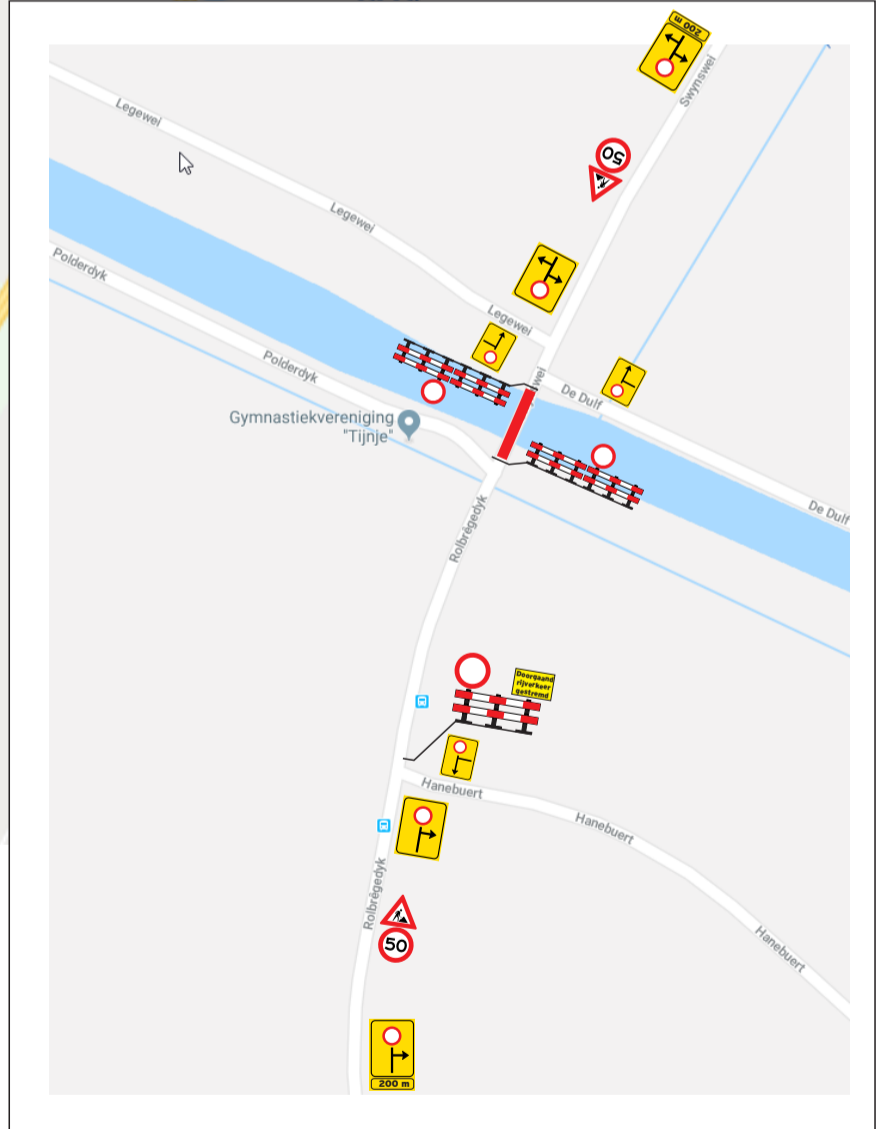 200 m
Swynswei
Legewei
50
Legewei
Polderdyk
Legewei
wei
De Dulf
Polderdyk
Gymnastiekvereniging
"Tijnje"
De Dulf
Rolbrêgedyk
Doorgaand
rijverkeer
gestremd
Hanebuert
Hanebuert
Rolbrêgedyk
50
Hanebuert
200 m